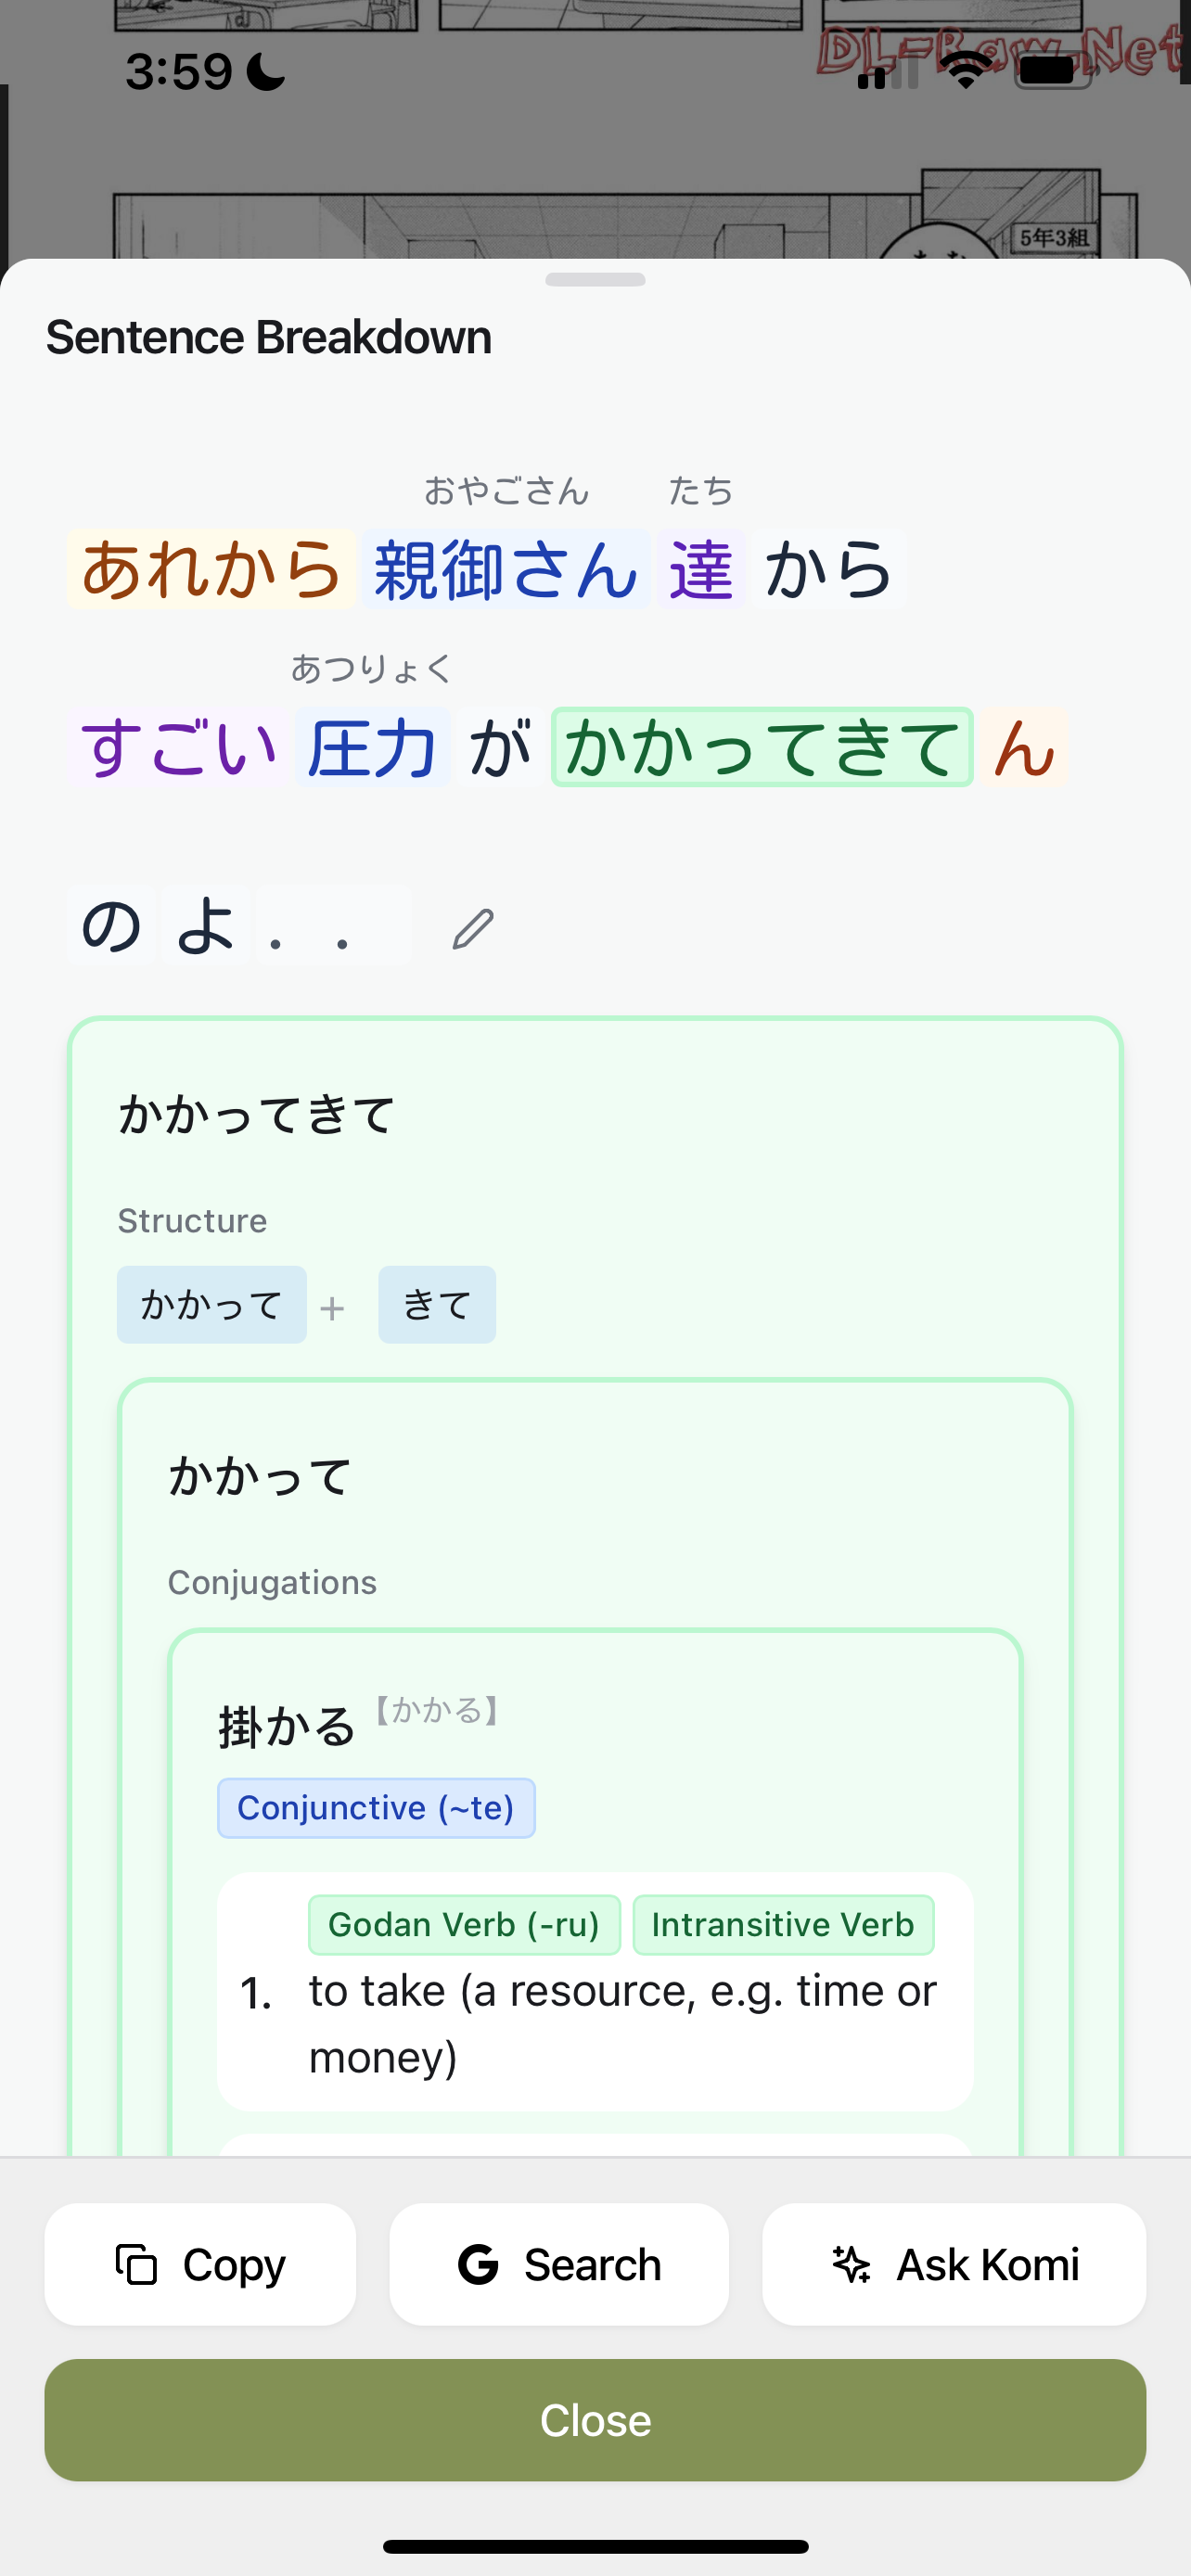 DL-Raw.Net
3:59
5年3組
Sentence Breakdown
おやごさん たち
あれから 親御さん 達 から
あつりょく
すごい 圧力 が かかってきて ん
の よ . .
かかってきて
Structure
かかって + きて
かかって
Conjugations
掛かる【かかる】
Conjunctive (~te)
Godan Verb (-ru) Intransitive Verb
1. to take (a resource, e.g. time or
money)
Copy Search Ask Komi
Close